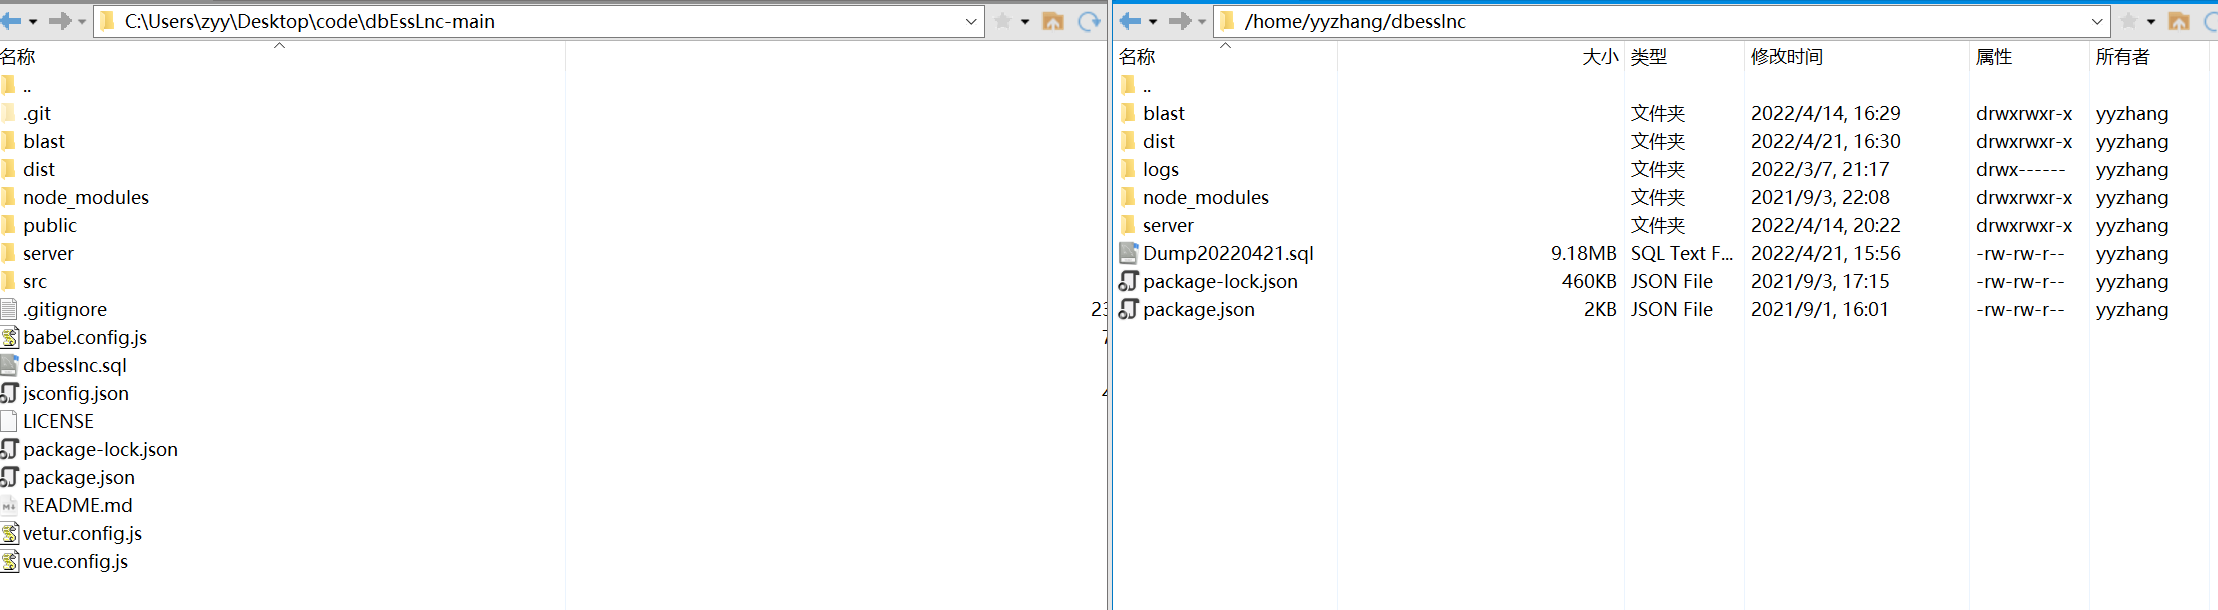 C:\Users\zyy\Desktop\code\dbEssLnc-main
名称
..
.git
blast
dist
node_modules
public
server
src
.gitignore 23
babel.config.js 7
dbesslnc.sql
jsconfig.json 4
LICENSE
package-lock.json
package.json
README.md
vetur.config.js
vue.config.js
/home/yyzhang/dbesslnc
名称 大小 类型 修改时间 属性 所有者
..
blast 文件夹 2022/4/14, 16:29 drwxrwxr-x yyzhang
dist 文件夹 2022/4/21, 16:30 drwxrwxr-x yyzhang
logs 文件夹 2022/3/7, 21:17 drwx------ yyzhang
node_modules 文件夹 2021/9/3, 22:08 drwxrwxr-x yyzhang
server 文件夹 2022/4/14, 20:22 drwxrwxr-x yyzhang
Dump20220421.sql 9.18MB SQL Text F... 2022/4/21, 15:56 -rw-rw-r-- yyzhang
package-lock.json 460KB JSON File 2021/9/3, 17:15 -rw-rw-r-- yyzhang
package.json 2KB JSON File 2021/9/1, 16:01 -rw-rw-r-- yyzhang